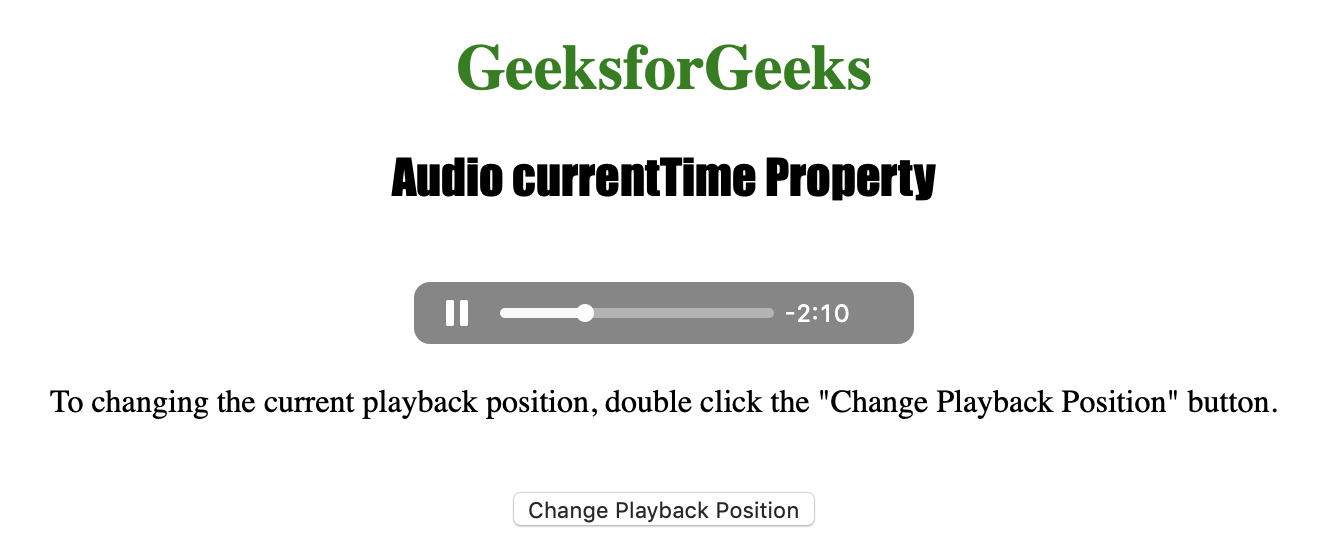 GeeksforGeeks
Audio currentTime Property
-2:10
To changing the current playback position, double click the "Change Playback Position" button.
Change Playback Position